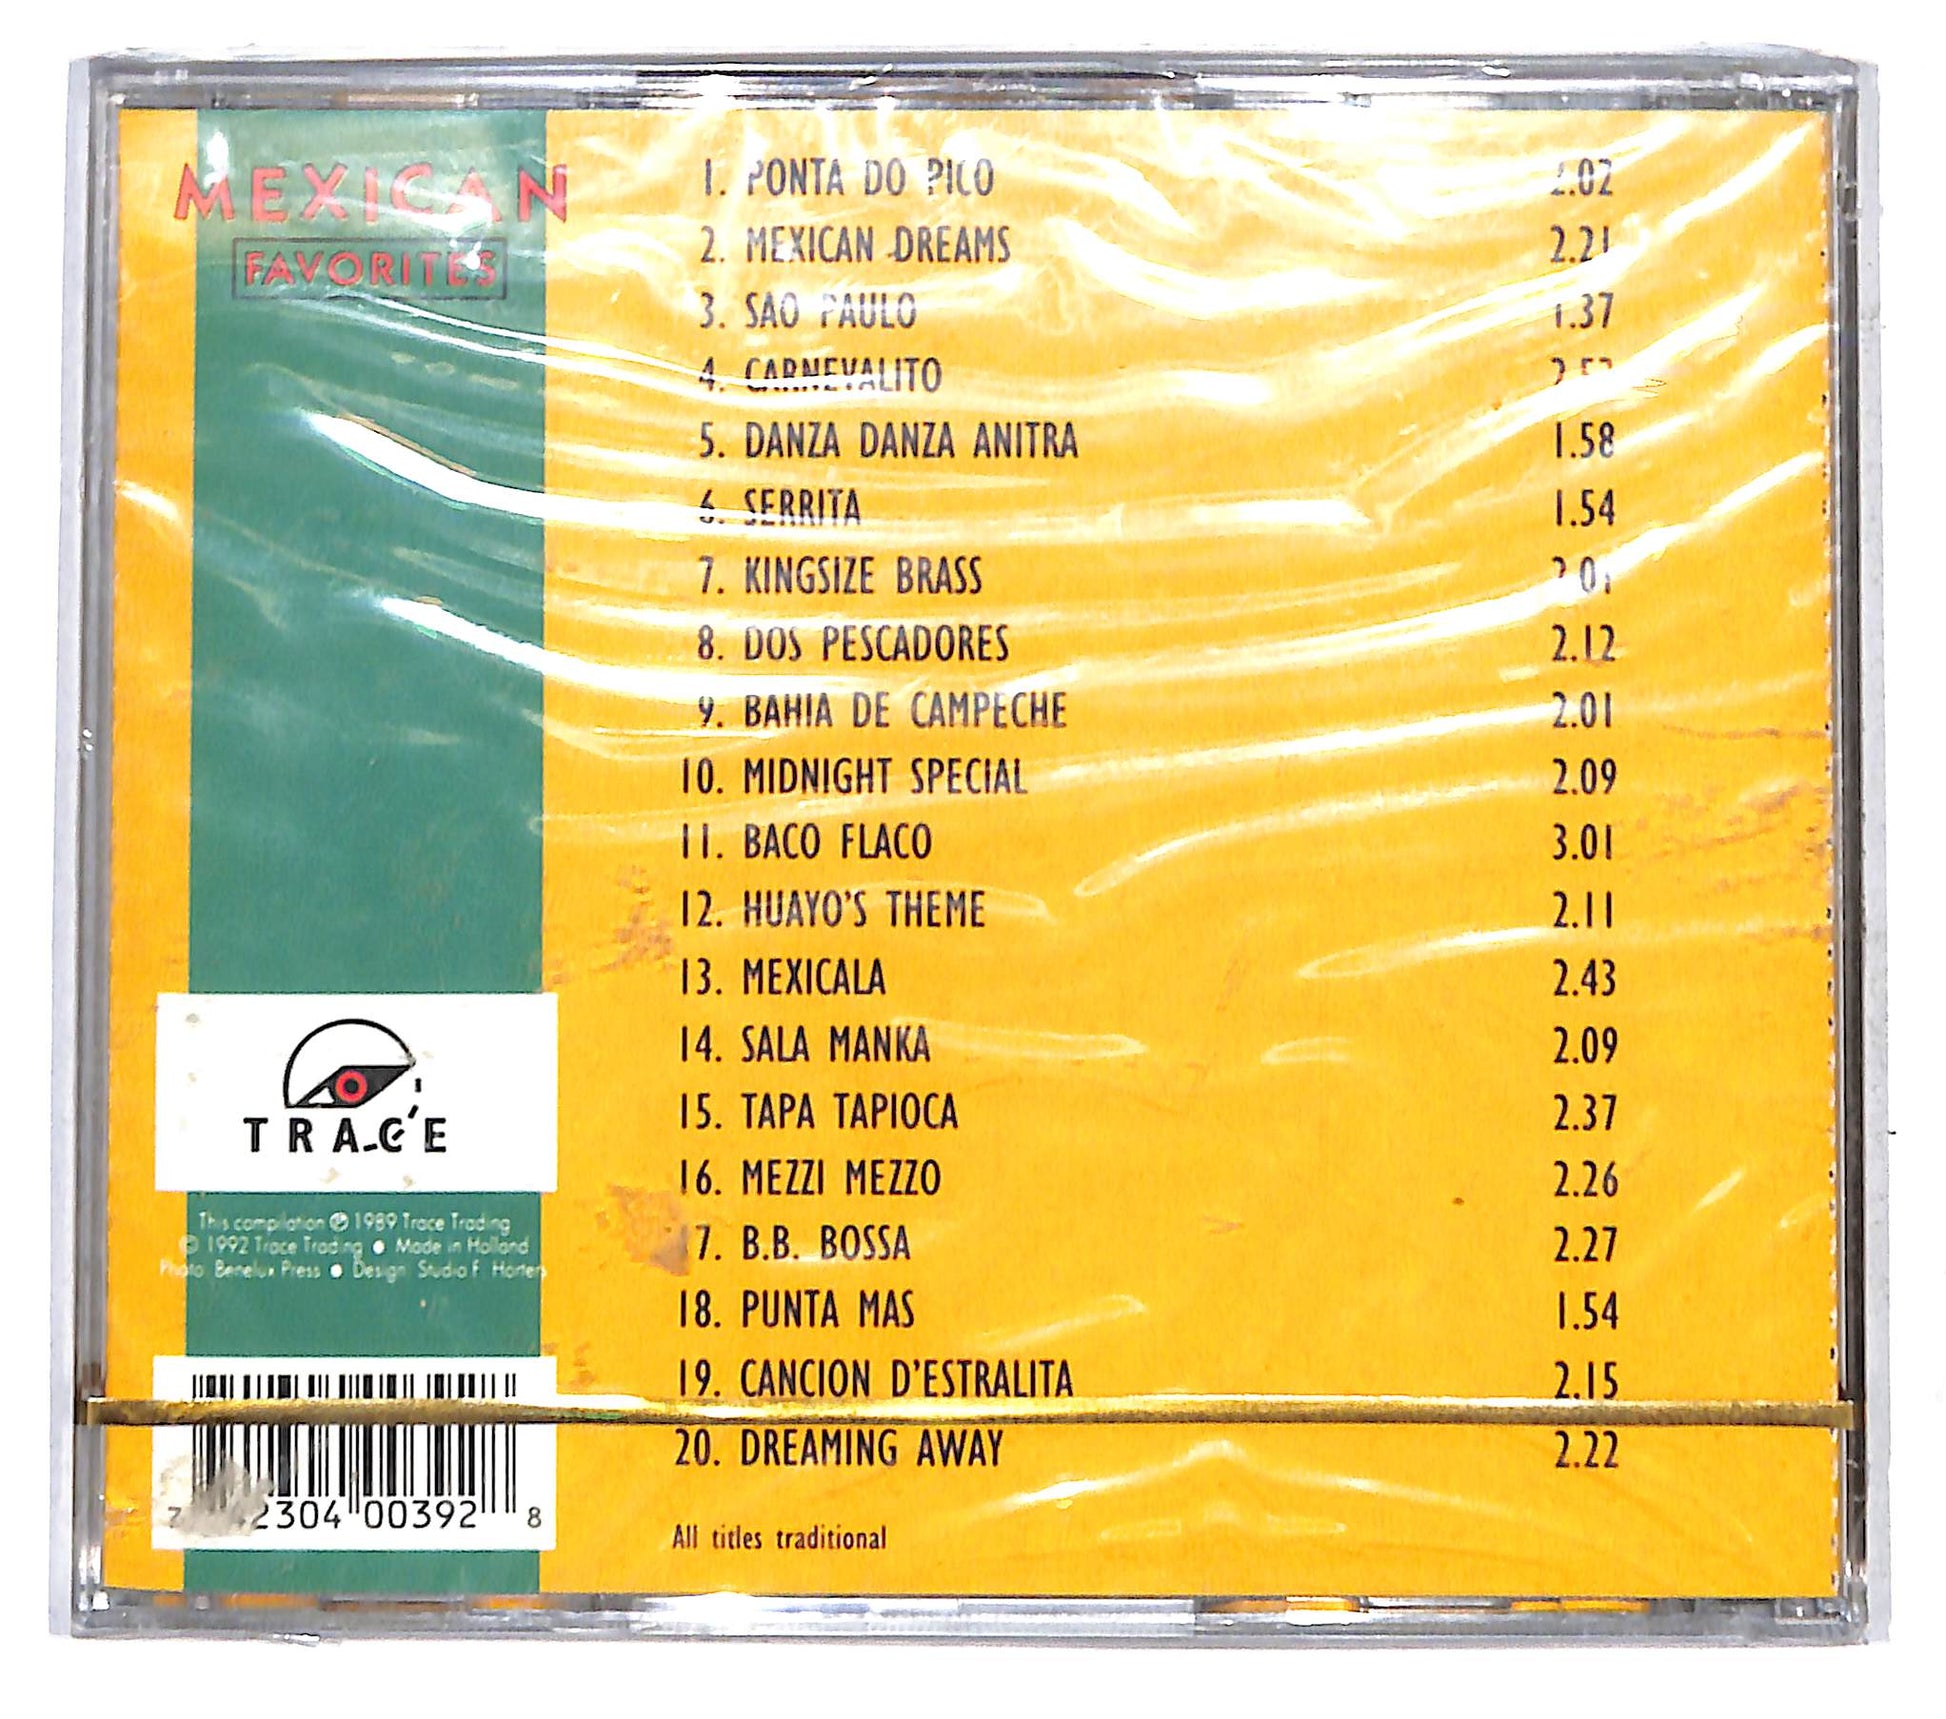 MEXICAN
FAVORITES
1. PONTA DO PICO 2.02
2. MEXICAN DREAMS 2.21
3. SAO PAULO 1.37
4. CARNEVALITO
5. DANZA DANZA ANITRA 1.58
6. SERRITA 1.54
7. KINGSIZE BRASS 2.01
8. DOS PESCADORES 2.12
9. BAHIA DE CAMPECHE 2.01
10. MIDNIGHT SPECIAL 2.09
11. BACO FLACO 3.01
12. HUAYO'S THEME 2.11
13. MEXICALA 2.43
14. SALA MANKA 2.09
15. TAPA TAPIOCA 2.37
16. MEZZI MEZZO 2.26
17. B.B. BOSSA 2.27
18. PUNTA MAS 1.54
19. CANCION D'ESTRALITA 2.15
20. DREAMING AWAY 2.22
All titles traditional
TRACE
This compilation ℗ 1989 Trace Trading
© 1992 Trace Trading ● Made in Holland
Photo: Benelux Press ● Design: Studio F. Harters
2304 00392 8